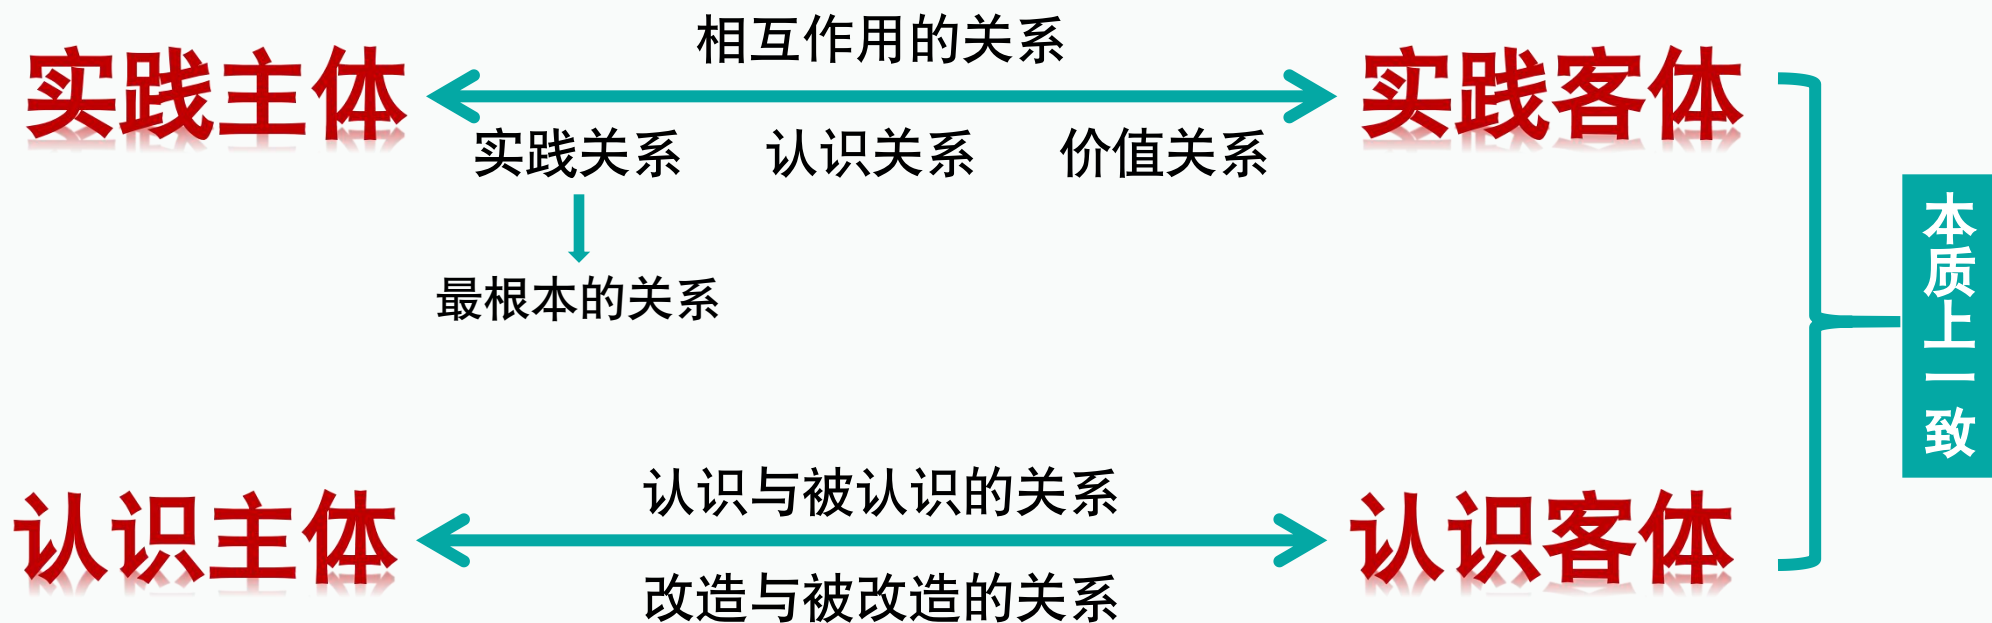 相互作用的关系
实践主体
实践客体
实践关系
认识关系
价值关系
最根本的关系
认识与被认识的关系
认识主体
认识客体
改造与被改造的关系
本质上一致